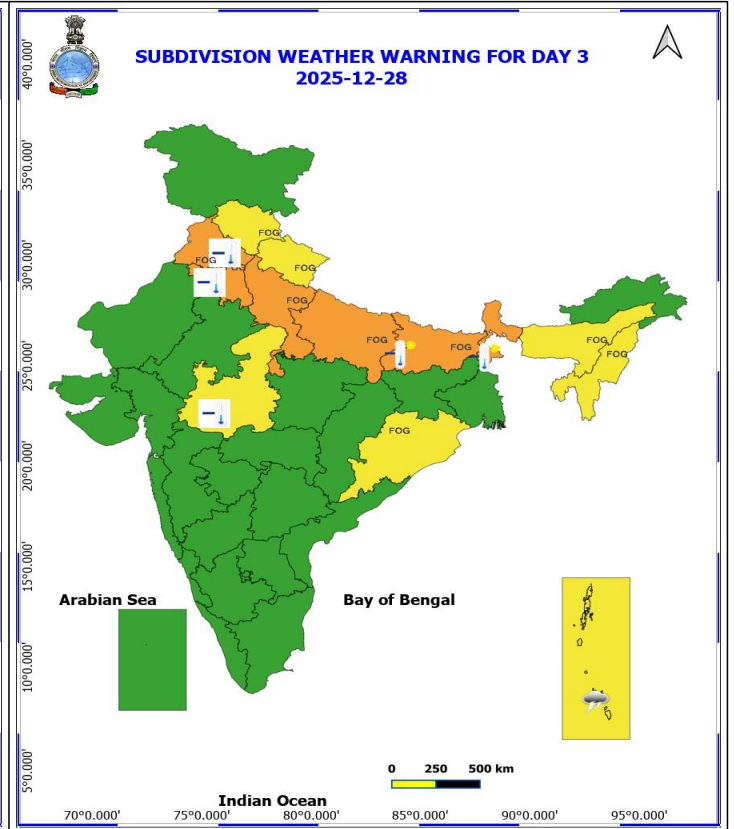 SUBDIVISION WEATHER WARNING FOR DAY 3
2025-12-28
40°0.000'
35°0.000'
30°0.000'
25°0.000'
20°0.000'
15°0.000'
10°0.000'
5°0.000'
FOG
FOG
FOG
FOG
FOG
FOG
FOG
FOG
FOG
Arabian Sea
Bay of Bengal
0 250 500 km
Indian Ocean
70°0.000' 75°0.000' 80°0.000' 85°0.000' 90°0.000' 95°0.000'